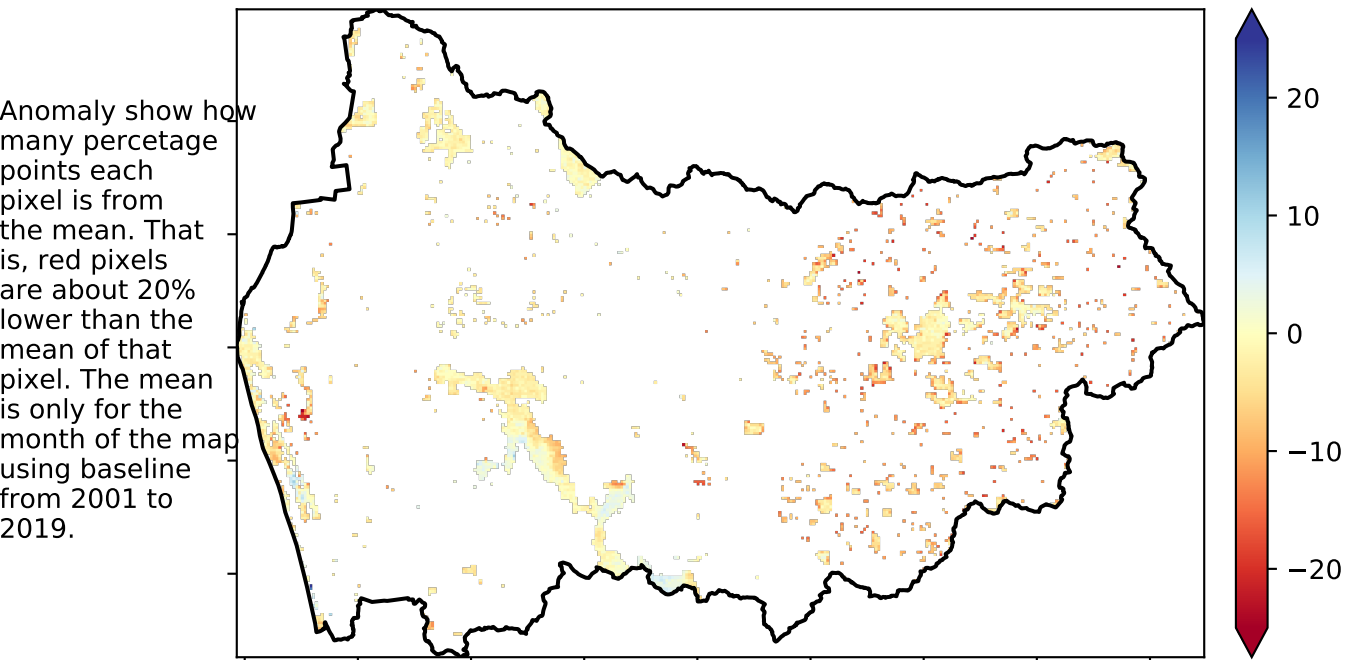 Anomaly show how
many percetage
points each
pixel is from
the mean. That
is, red pixels
are about 20%
lower than the
mean of that
pixel. The mean
is only for the
month of the map
using baseline
from 2001 to
2019.
20
10
0
−10
−20